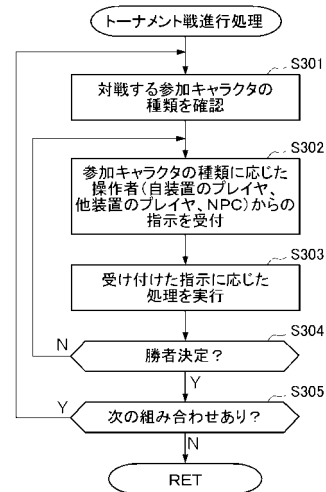 トーナメント戦進行処理
S301
対戦する参加キャラクタの
種類を確認
S302
参加キャラクタの種類に応じた
操作者(自装置のプレイヤ、
他装置のプレイヤ、NPC)からの
指示を受付
S303
受け付けた指示に応じた
処理を実行
S304
N
勝者決定?
Y
S305
Y
次の組み合わせあり?
N
RET